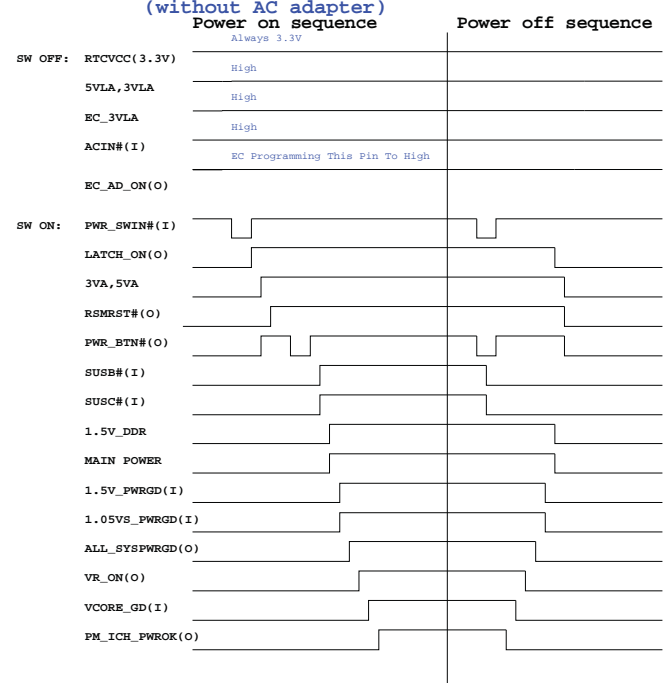 (without AC adapter)
Power on sequence Power off sequence
Always 3.3V
SW OFF: RTCVCC(3.3V)
High
5VLA,3VLA
High
EC_3VLA
High
ACIN#(I)
EC Programming This Pin To High
EC_AD_ON(O)
SW ON: PWR_SWIN#(I)
LATCH_ON(O)
3VA,5VA
RSMRST#(O)
PWR_BTN#(O)
SUSB#(I)
SUSC#(I)
1.5V_DDR
MAIN POWER
1.5V_PWRGD(I)
1.05VS_PWRGD(I)
ALL_SYSPWRGD(O)
VR_ON(O)
VCORE_GD(I)
PM_ICH_PWROK(O)